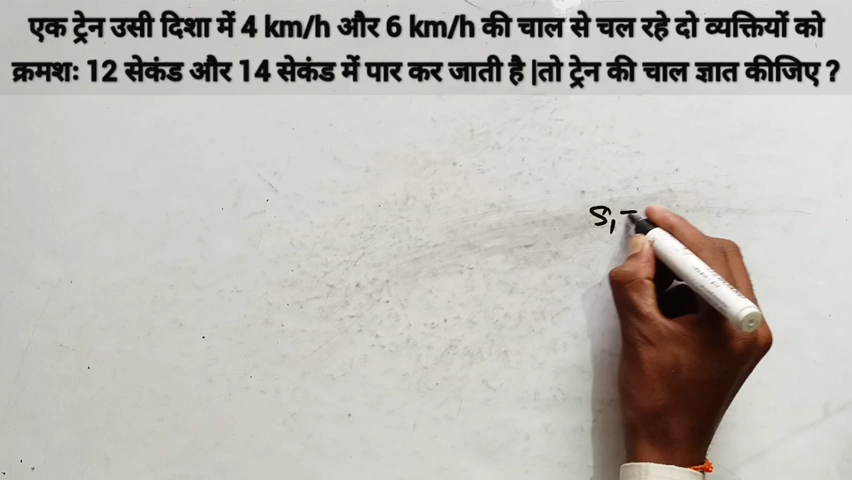 एक ट्रेन उसी दिशा में 4 km/h और 6 km/h की चाल से चल रहे दो व्यक्तियों को
क्रमशः 12 सेकंड और 14 सेकंड में पार कर जाती है |तो ट्रेन की चाल ज्ञात कीजिए ?
S₁